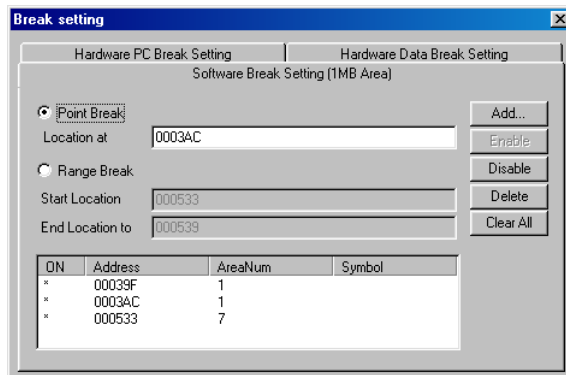 Break setting
Hardware PC Break Setting
Hardware Data Break Setting
Software Break Setting (1MB Area)
Point Break
Add...
Location at 0003AC
Enable
Range Break
Disable
Start Location 000533
Delete
End Location to 000539
Clear All
ON Address AreaNum Symbol
* 00039F 1
* 0003AC 1
* 000533 7